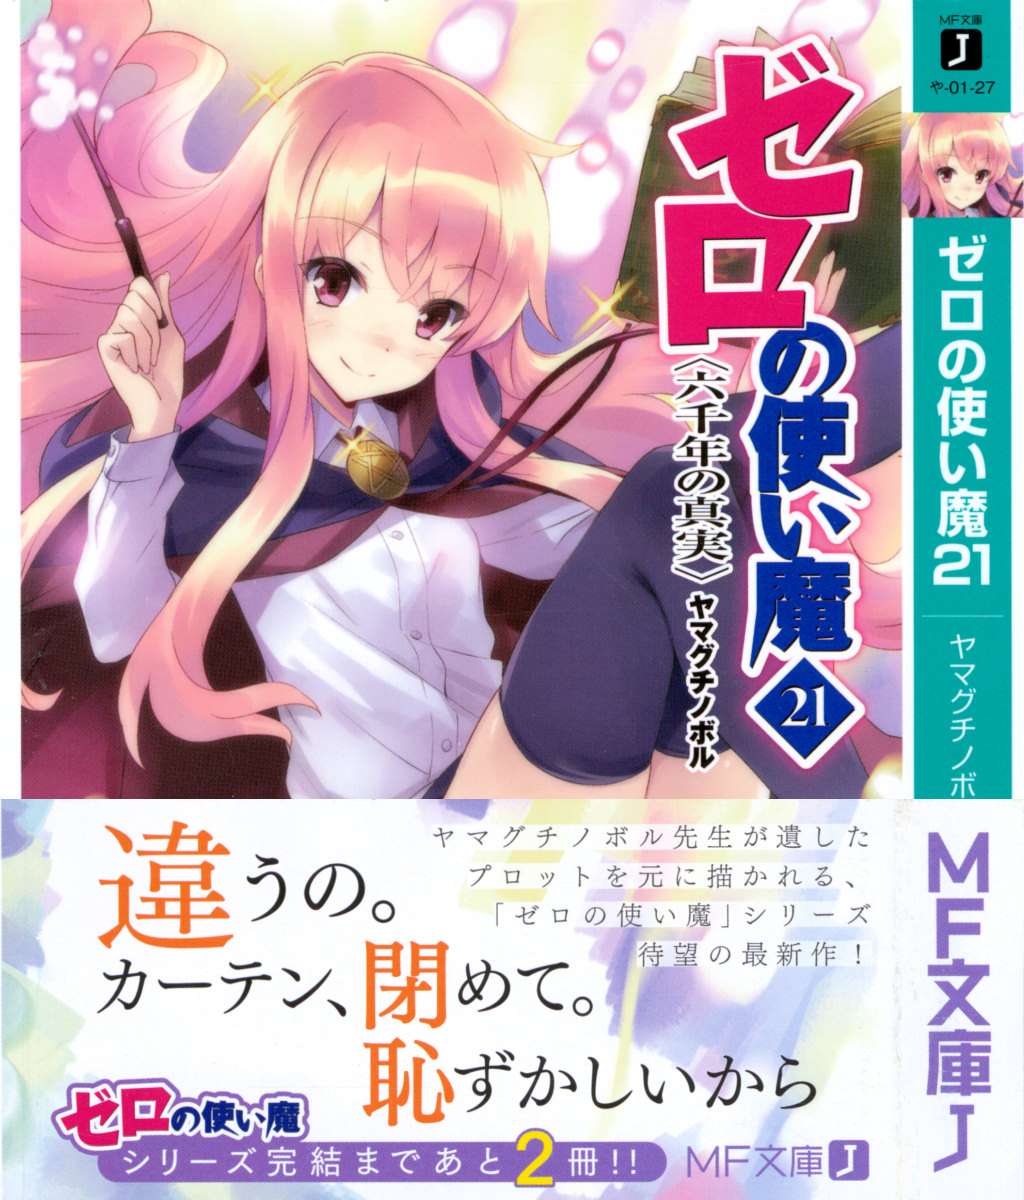 ゼロの使い魔
21
〈六千年の真実〉
ヤマグチノボル
MF文庫
J
や-01-27
ゼロの使い魔21
ヤマグチノボ
違うの。
カーテン、閉めて。
恥ずかしいから
ヤマグチノボル先生が遺した
プロットを元に描かれる、
「ゼロの使い魔」シリーズ
待望の最新作！
ゼロの使い魔
シリーズ完結まであと2冊!!
MF文庫J
MF文庫J